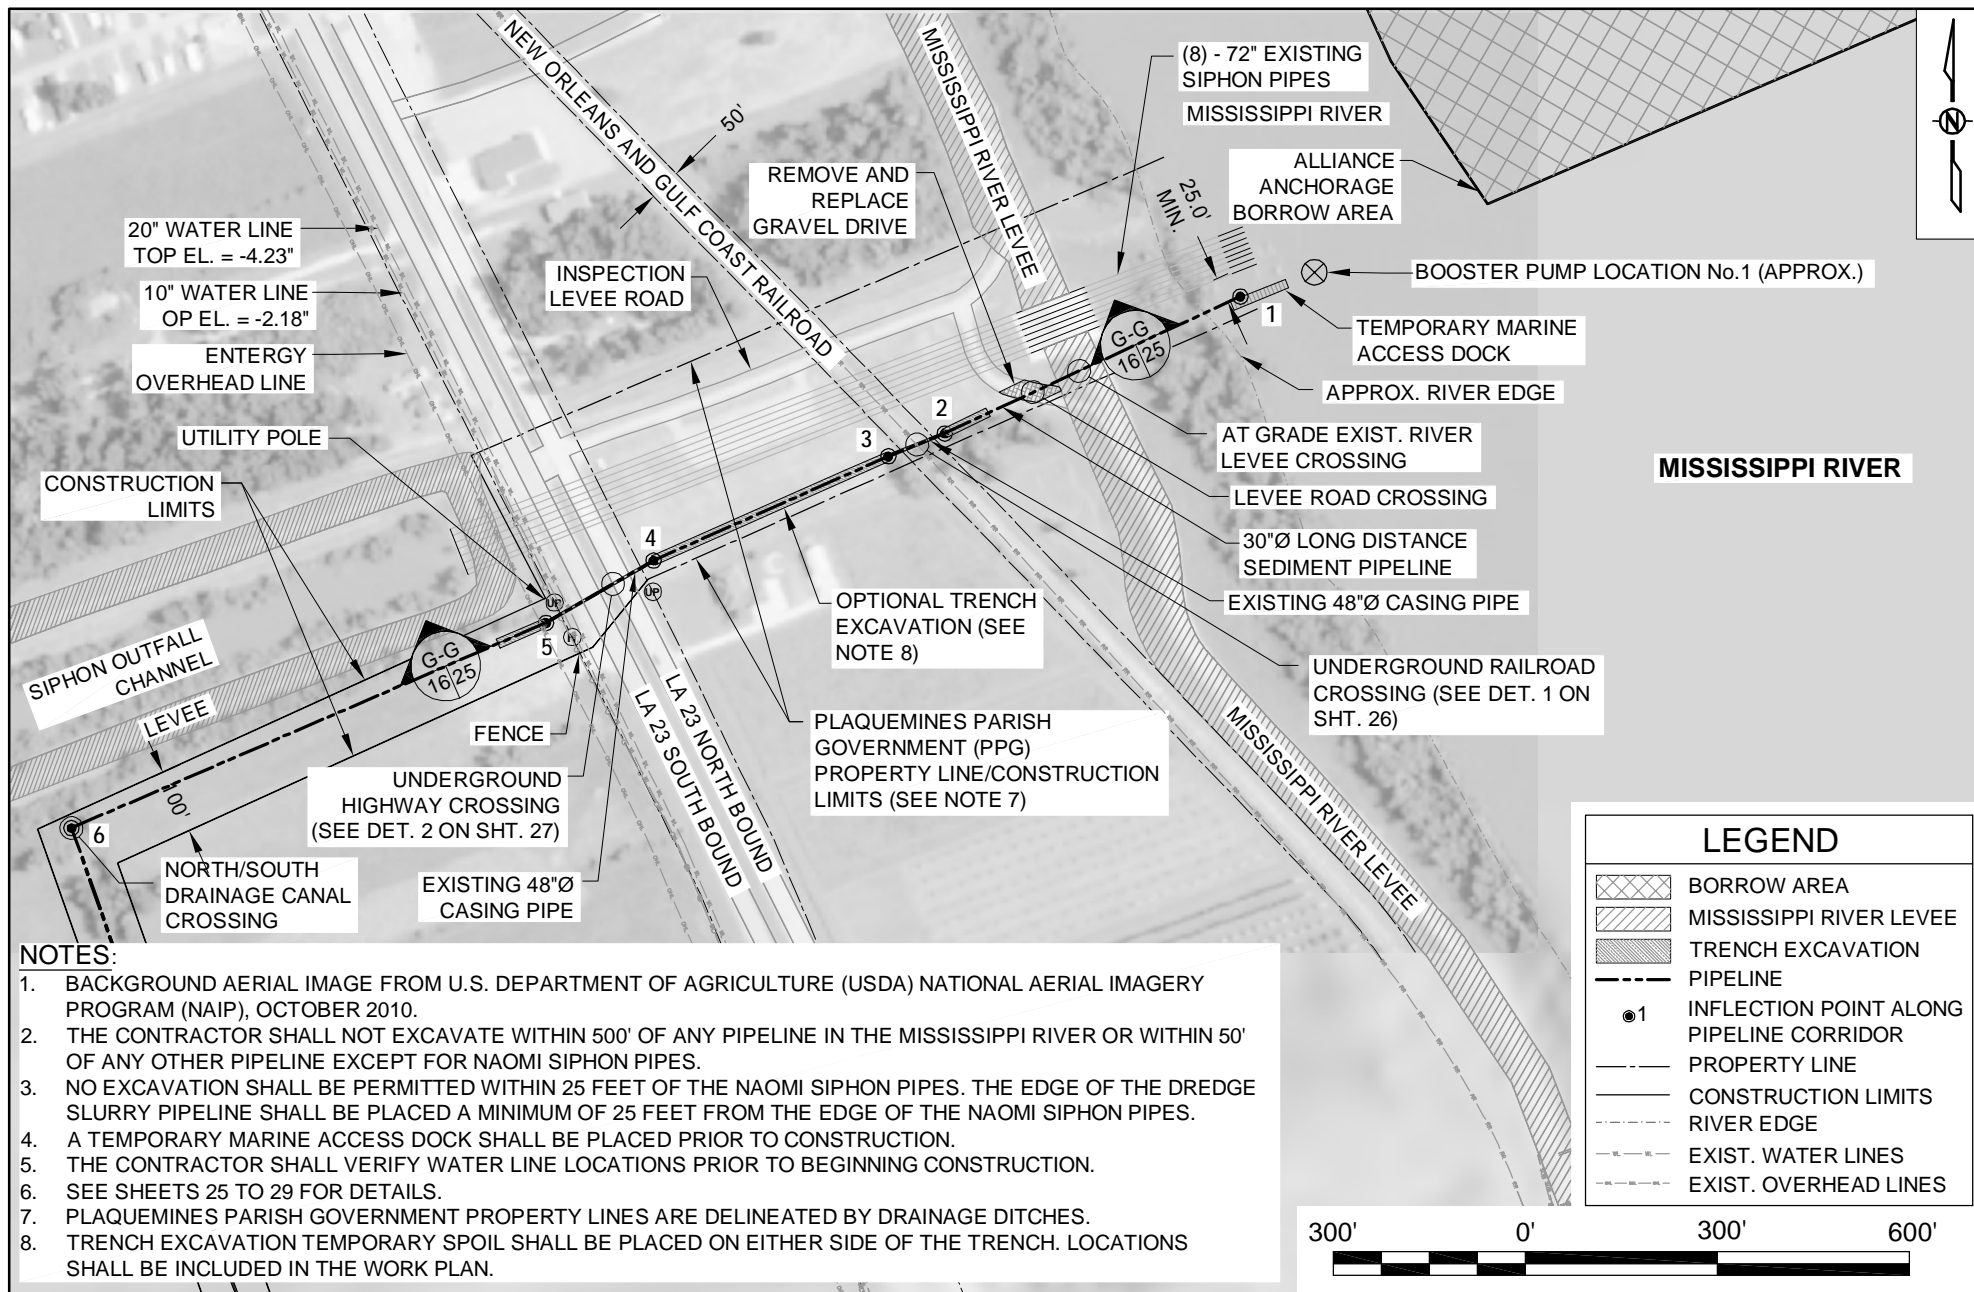 (8) - 72" EXISTING
SIPHON PIPES
MISSISSIPPI RIVER
NEW ORLEANS AND GULF COAST RAILROAD
50'
MISSISSIPPI RIVER LEVEE
REMOVE AND
REPLACE
GRAVEL DRIVE
25.0'
MIN.
ALLIANCE
ANCHORAGE
BORROW AREA
N
20" WATER LINE
TOP EL. = -4.23"
10" WATER LINE
OP EL. = -2.18"
ENTERGY
OVERHEAD LINE
INSPECTION
LEVEE ROAD
BOOSTER PUMP LOCATION No.1 (APPROX.)
1
TEMPORARY MARINE
ACCESS DOCK
G-G
16 25
APPROX. RIVER EDGE
UTILITY POLE
2
3
AT GRADE EXIST. RIVER
LEVEE CROSSING
MISSISSIPPI RIVER
CONSTRUCTION
LIMITS
LEVEE ROAD CROSSING
4
30"Ø LONG DISTANCE
SEDIMENT PIPELINE
UP
UP
OPTIONAL TRENCH
EXCAVATION (SEE
NOTE 8)
EXISTING 48"Ø CASING PIPE
5
G-G
16 25
SIPHON OUTFALL
CHANNEL
UNDERGROUND RAILROAD
CROSSING (SEE DET. 1 ON
SHT. 26)
LEVEE
FENCE
LA 23 SOUTH BOUND
LA 23 NORTH BOUND
PLAQUEMINES PARISH
GOVERNMENT (PPG)
PROPERTY LINE/CONSTRUCTION
LIMITS (SEE NOTE 7)
MISSISSIPPI RIVER LEVEE
UNDERGROUND
HIGHWAY CROSSING
(SEE DET. 2 ON SHT. 27)
00'
6
NORTH/SOUTH
DRAINAGE CANAL
CROSSING
EXISTING 48"Ø
CASING PIPE
LEGEND
BORROW AREA
MISSISSIPPI RIVER LEVEE
TRENCH EXCAVATION
PIPELINE
1 INFLECTION POINT ALONG
PIPELINE CORRIDOR
PROPERTY LINE
CONSTRUCTION LIMITS
RIVER EDGE
EXIST. WATER LINES
EXIST. OVERHEAD LINES
300' 0' 300' 600'
NOTES:
1. BACKGROUND AERIAL IMAGE FROM U.S. DEPARTMENT OF AGRICULTURE (USDA) NATIONAL AERIAL IMAGERY
PROGRAM (NAIP), OCTOBER 2010.
2. THE CONTRACTOR SHALL NOT EXCAVATE WITHIN 500' OF ANY PIPELINE IN THE MISSISSIPPI RIVER OR WITHIN 50'
OF ANY OTHER PIPELINE EXCEPT FOR NAOMI SIPHON PIPES.
3. NO EXCAVATION SHALL BE PERMITTED WITHIN 25 FEET OF THE NAOMI SIPHON PIPES. THE EDGE OF THE DREDGE
SLURRY PIPELINE SHALL BE PLACED A MINIMUM OF 25 FEET FROM THE EDGE OF THE NAOMI SIPHON PIPES.
4. A TEMPORARY MARINE ACCESS DOCK SHALL BE PLACED PRIOR TO CONSTRUCTION.
5. THE CONTRACTOR SHALL VERIFY WATER LINE LOCATIONS PRIOR TO BEGINNING CONSTRUCTION.
6. SEE SHEETS 25 TO 29 FOR DETAILS.
7. PLAQUEMINES PARISH GOVERNMENT PROPERTY LINES ARE DELINEATED BY DRAINAGE DITCHES.
8. TRENCH EXCAVATION TEMPORARY SPOIL SHALL BE PLACED ON EITHER SIDE OF THE TRENCH. LOCATIONS
SHALL BE INCLUDED IN THE WORK PLAN.